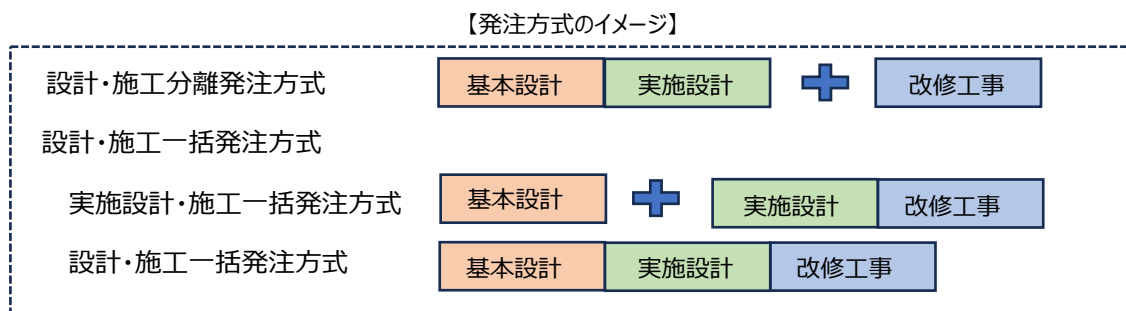 【発注方式のイメージ】
設計・施工分離発注方式 基本設計 実施設計 改修工事
設計・施工一括発注方式
実施設計・施工一括発注方式 基本設計 実施設計 改修工事
設計・施工一括発注方式 基本設計 実施設計 改修工事